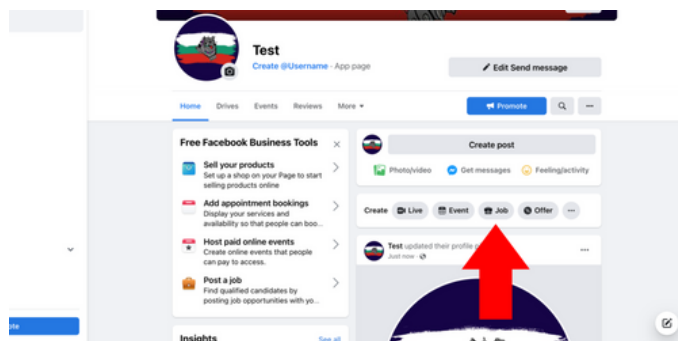 Test
Create @Username · App page
Edit Send message
Home Drives Events Reviews More
Promote
Free Facebook Business Tools
Create post
Photo/video Get messages Feeling/activity
Sell your products
Set up a shop on your Page to start
selling products online
Add appointment bookings
Display your services and
availability so that people can boo...
Create Live Event Job Offer
Host paid online events
Create online events that people
can pay to access.
Test updated their profile p
Just now
Post a job
Find qualified candidates by
posting job opportunities with yo...
Insights See all
ote